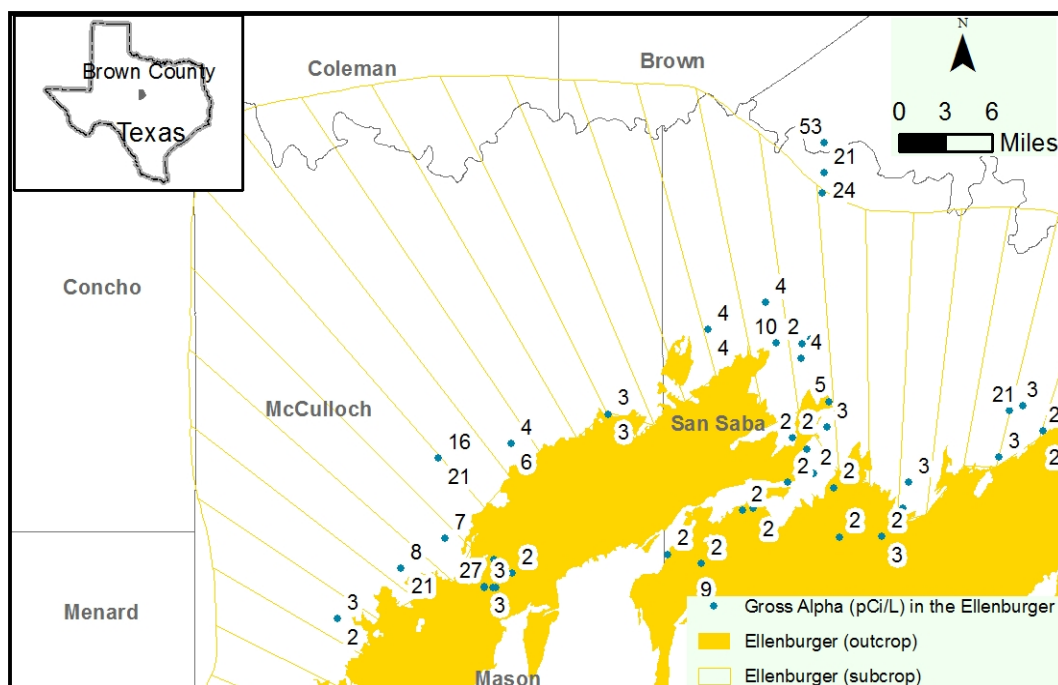 Brown County
Texas
Coleman
Brown
N
0 3 6
Miles
53
21
24
Concho
4
4
10 2
4
4
McCulloch
3
3
San Saba
5
3
21 3
2
2
3
16
21
4
6
2 2
2
2
2
3
7
2
2
2
2
3
8
21
27 3 2
3
2
2
9
Menard
3
2
Mason
Gross Alpha (pCi/L) in the Ellenburger
Ellenburger (outcrop)
Ellenburger (subcrop)